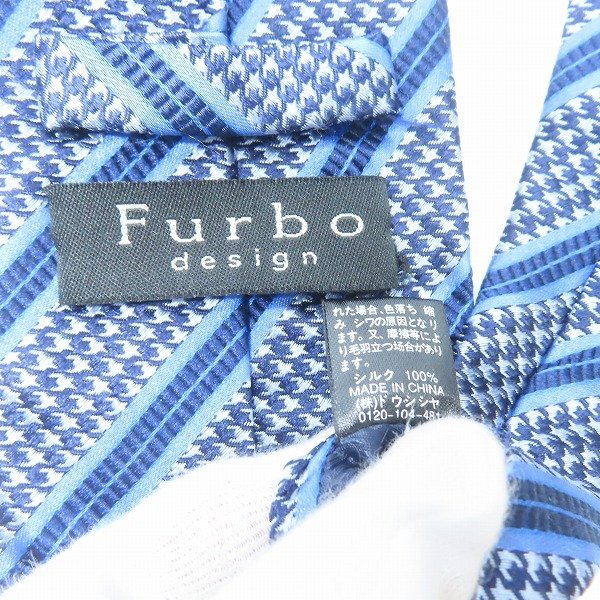 Furbo
design
れた場合、色落ち 縮
み シワの原因となり
ます。又、摩擦等によ
り毛羽立つ場合があり
ます。
シルク 100%
MADE IN CHINA
(株)ドウシシャ
0120-104-481